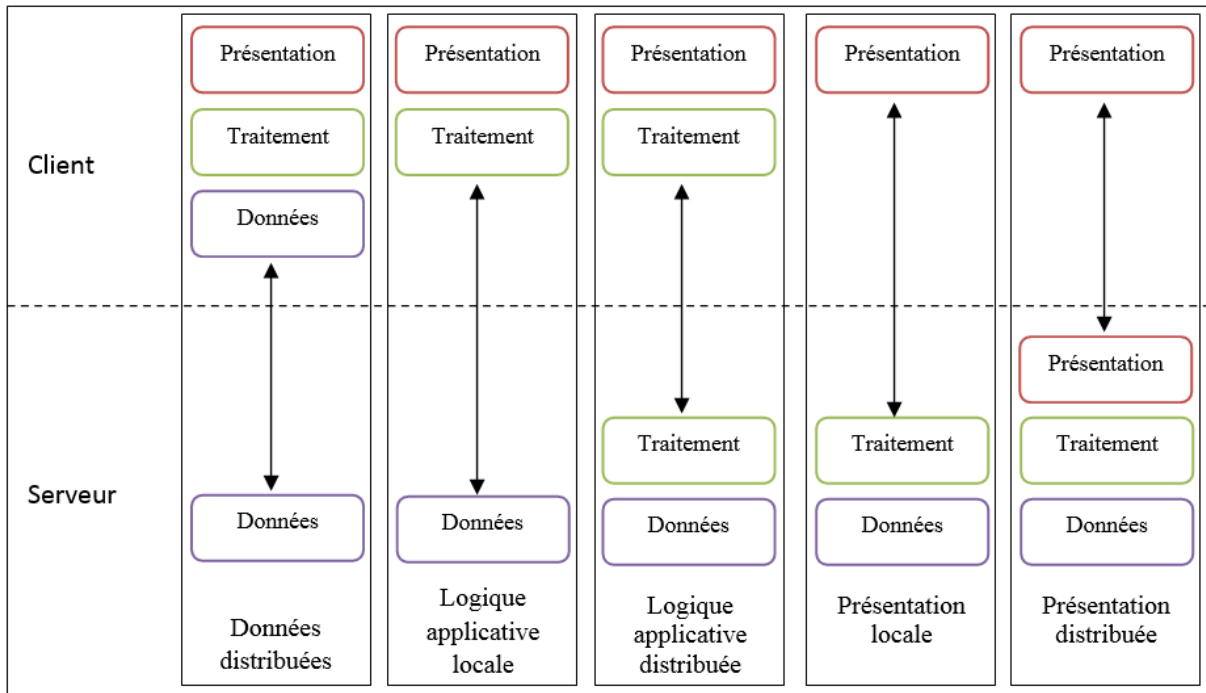 Présentation
Présentation
Présentation
Présentation
Présentation
Traitement
Traitement
Traitement
Client
Données
Présentation
Traitement
Traitement
Traitement
Serveur
Données
Données
Données
Données
Données
Données
distribuées
Logique
applicative
locale
Logique
applicative
distribuée
Présentation
locale
Présentation
distribuée